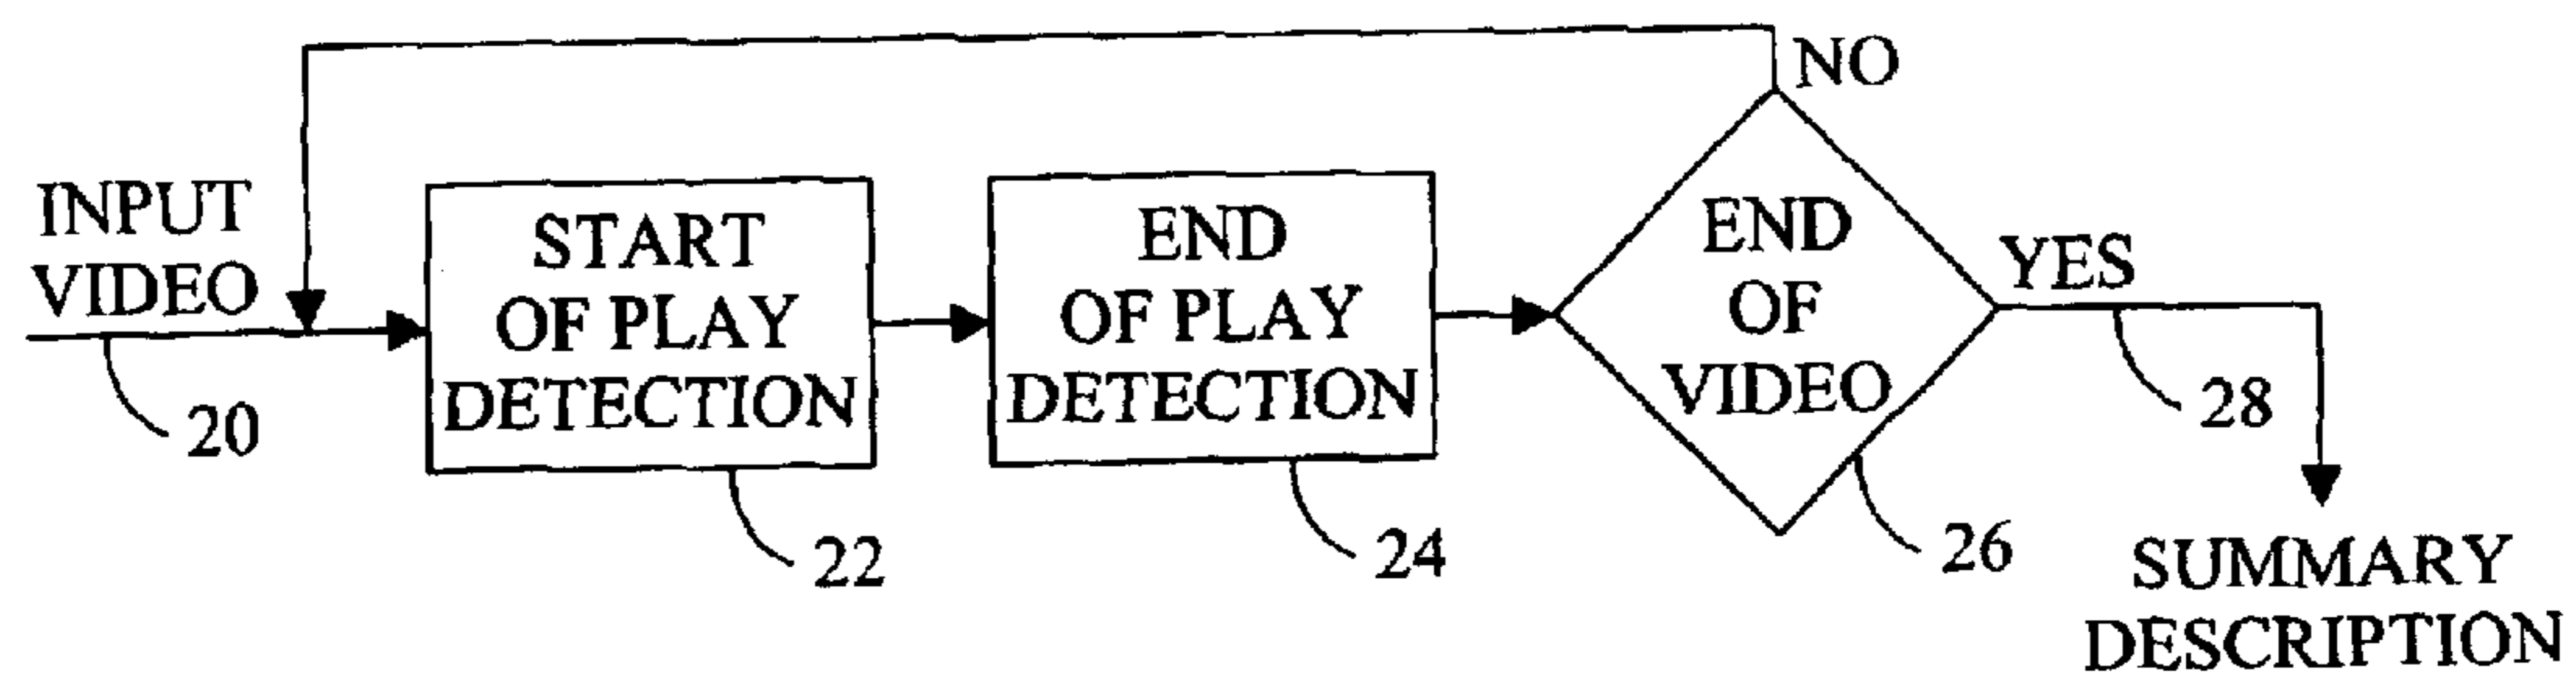 NO
INPUT
VIDEO
START
OF PLAY
DETECTION
END
OF PLAY
DETECTION
END
OF
VIDEO
YES
20
22
24
26
28
SUMMARY
DESCRIPTION